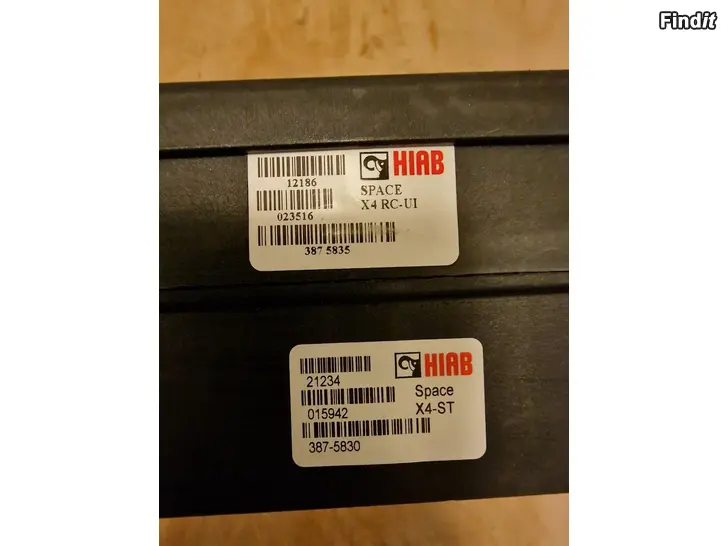 Findit
HIAB
12186
SPACE
X4 RC-UI
023516
387 5835
HIAB
21234
Space
015942
X4-ST
387-5830